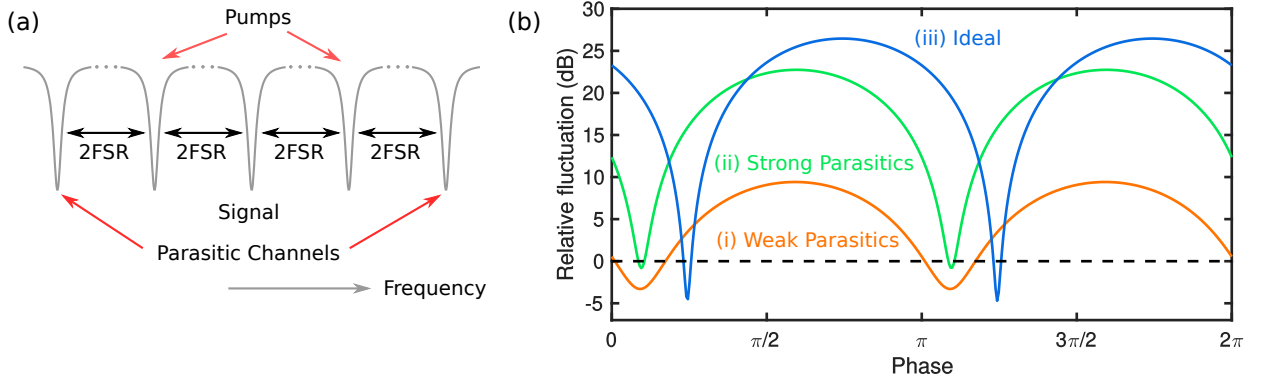 (a)
Pumps
2FSR 2FSR 2FSR 2FSR
Signal
Parasitic Channels
Frequency
(b)
Relative fluctuation (dB)
30
25
20
15
10
5
0
-5
(iii) Ideal
(ii) Strong Parasitics
(i) Weak Parasitics
0 π/2 π 3π/2 2π
Phase